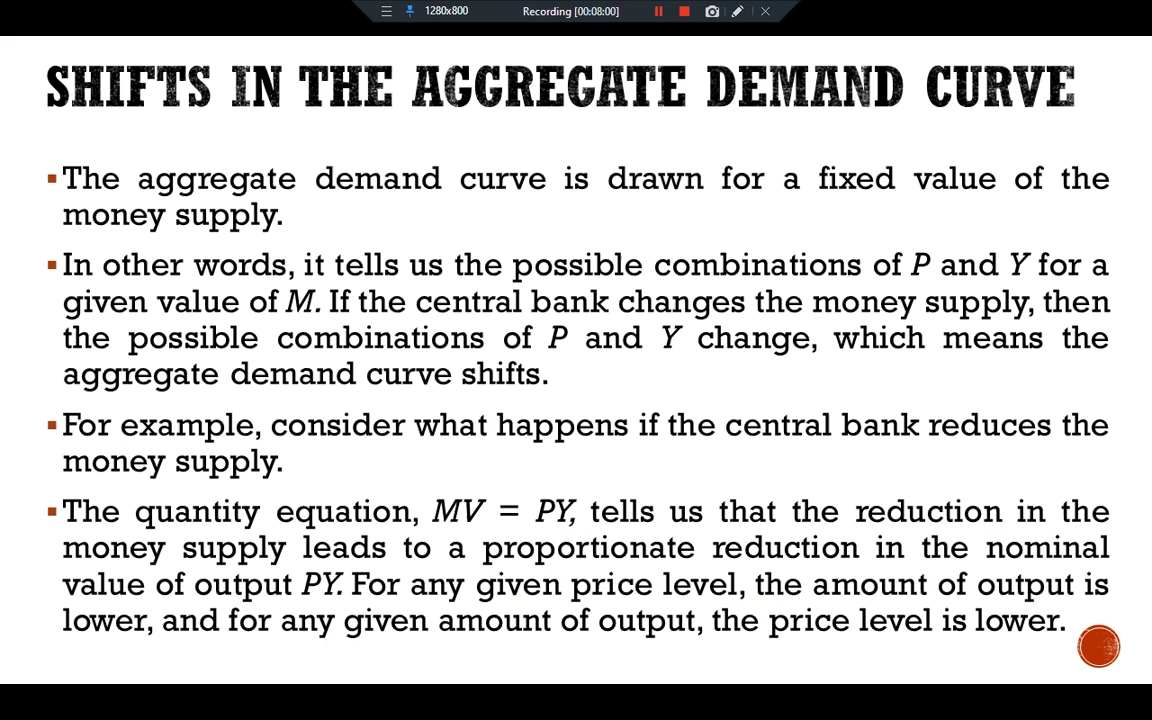 1280x800
Recording [00:08:00]
SHIFTS IN THE AGGREGATE DEMAND CURVE
▪The aggregate demand curve is drawn for a fixed value of the
money supply.
▪In other words, it tells us the possible combinations of P and Y for a
given value of M. If the central bank changes the money supply, then
the possible combinations of P and Y change, which means the
aggregate demand curve shifts.
▪For example, consider what happens if the central bank reduces the
money supply.
▪The quantity equation, MV = PY, tells us that the reduction in the
money supply leads to a proportionate reduction in the nominal
value of output PY. For any given price level, the amount of output is
lower, and for any given amount of output, the price level is lower.